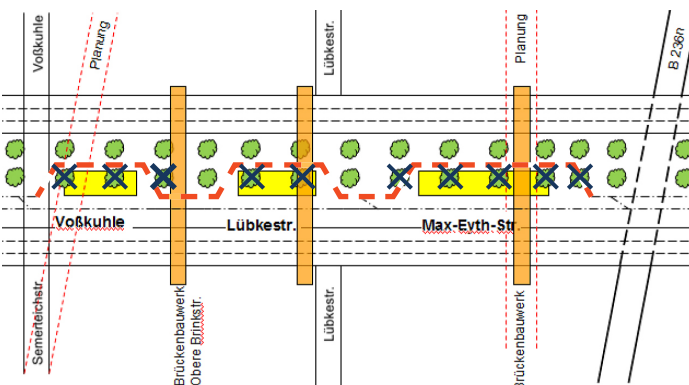 Voßkuhle
Planung
Lübkestr.
Planung
B 236n
Voßkuhle
Lübkestr.
Max-Eyth-Str.
Semerteichstr.
Brückenbauwerk
Obere Brinkstr.
Lübkestr.
Brückenbauwerk